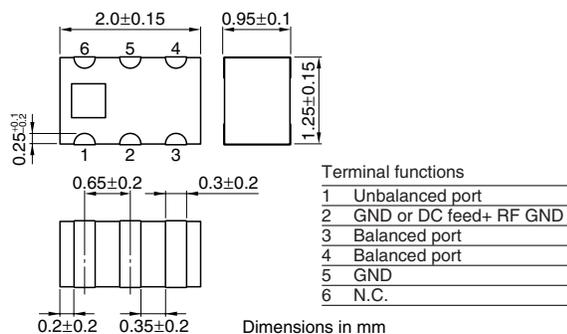 2.0±0.15
0.95±0.1
6 5 4
1.25±0.15
0.25+0.1 -0.2
1 2 3
0.65±0.2
0.3±0.2
0.2±0.2
0.35±0.2
Dimensions in mm
Terminal functions
1 Unbalanced port
2 GND or DC feed+ RF GND
3 Balanced port
4 Balanced port
5 GND
6 N.C.